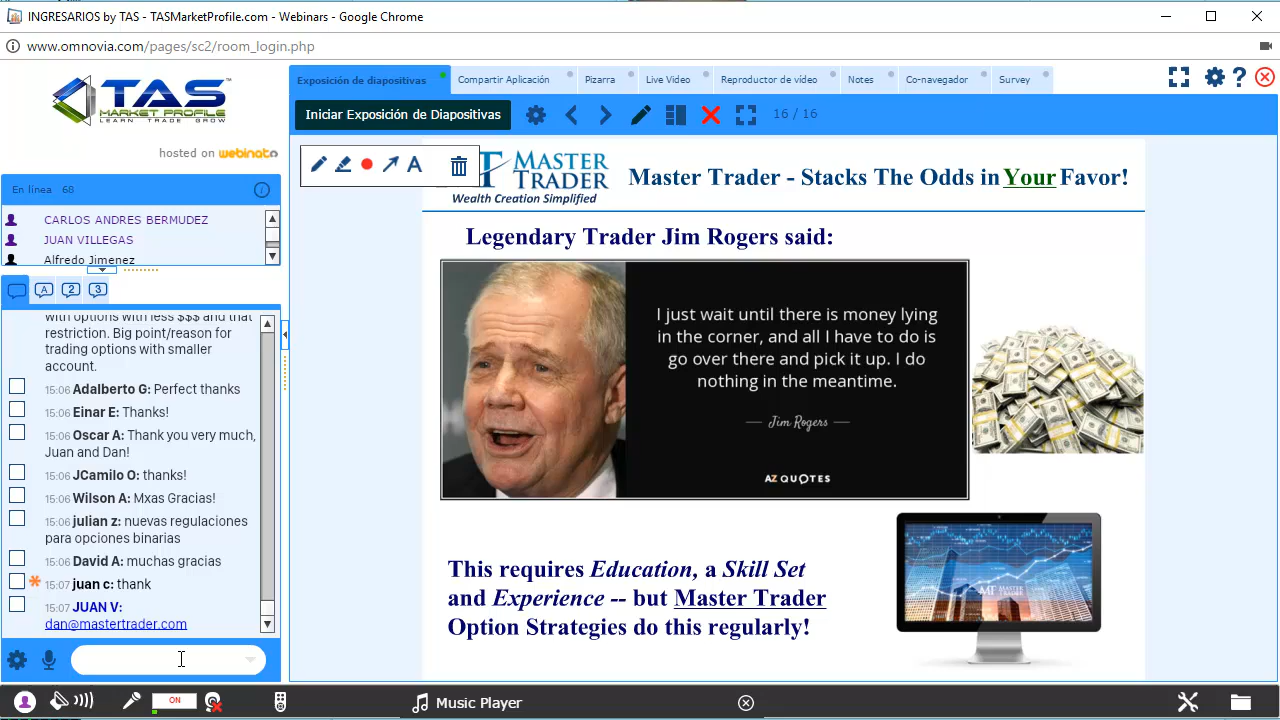 INGRESARIOS by TAS - TASMarketProfile.com - Webinars - Google Chrome
www.omnovia.com/pages/sc2/room_login.php
TAS
MARKET PROFILE
LEARN TRADE GROW
hosted on webinato
En línea 68
CARLOS ANDRES BERMUDEZ
JUAN VILLEGAS
Alfredo Jimenez
A 2 3
with options with less $$$ and that
restriction. Big point/reason for
trading options with smaller
account.
15:06 Adalberto G: Perfect thanks
15:06 Einar E: Thanks!
15:06 Oscar A: Thank you very much,
Juan and Dan!
15:06 JCamilo O: thanks!
15:06 Wilson A: Mxas Gracias!
15:06 julian z: nuevas regulaciones
para opciones binarias
15:06 David A: muchas gracias
15:07 juan c: thank
15:07 JUAN V:
dan@mastertrader.com
Exposición de diapositivas
Compartir Aplicación
Pizarra
Live Video
Reproductor de vídeo
Notes
Co-navegador
Survey
Iniciar Exposición de Diapositivas
16 / 16
A
MASTER
TRADER
Wealth Creation Simplified
Master Trader - Stacks The Odds in Your Favor!
Legendary Trader Jim Rogers said:
I just wait until there is money lying
in the corner, and all I have to do is
go over there and pick it up. I do
nothing in the meantime.
— Jim Rogers —
AZ QUOTES
This requires Education, a Skill Set
and Experience -- but Master Trader
Option Strategies do this regularly!
MASTER
TRADER
ON
Music Player